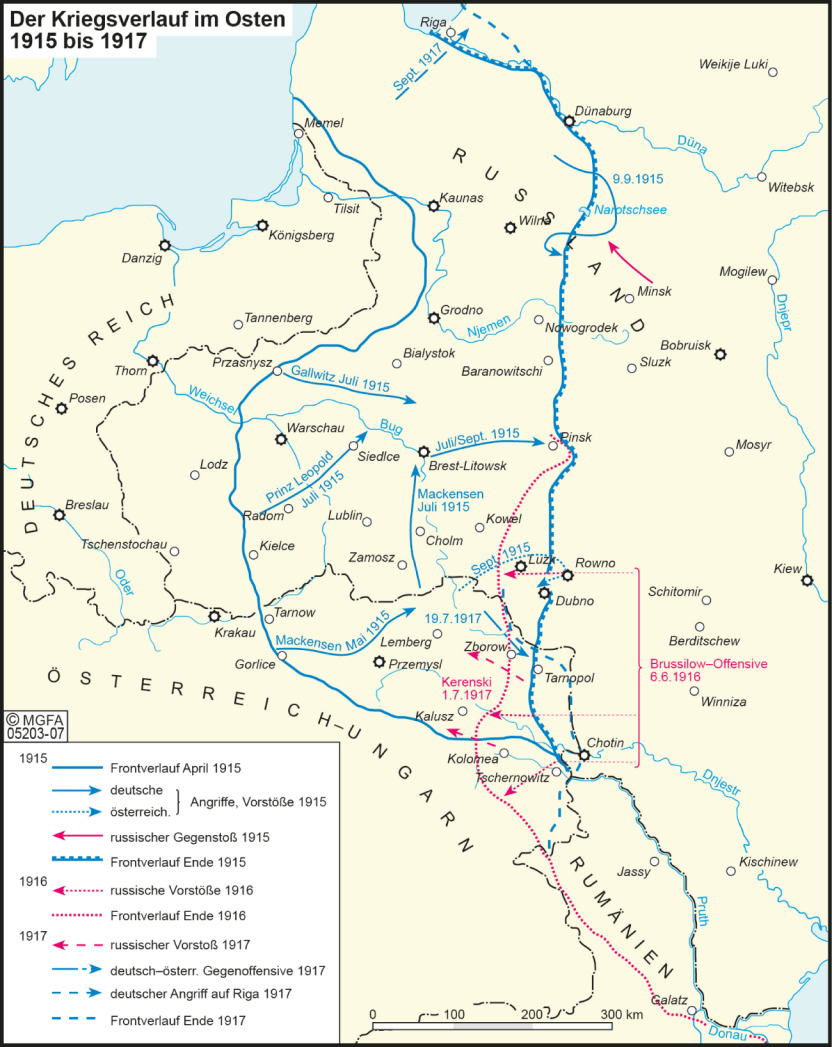 Der Kriegsverlauf im Osten
1915 bis 1917
Riga
Sept. 1917
Weikije Luki
Dünaburg
Düna
Memel
RUSSLAND
9.9.1915
Witebsk
Tilsit
Kaunas
Narotschsee
Wilna
Königsberg
Danzig
Mogilew
Minsk
Dnjepr
DEUTSCHES REICH
Tannenberg
Grodno
Njemen
Nowogrodek
Bobruisk
Thorn
Przasnysz
Bialystok
Baranowitschi
Sluzk
Gallwitz Juli 1915
Posen
Weichsel
Warschau
Bug
Juli/Sept. 1915
Pinsk
Mosyr
Siedlce
Brest-Litowsk
Lodz
Prinz Leopold
Juli 1915
Mackensen
Juli 1915
Breslau
Radom
Lublin
Kowel
Cholm
Tschenstochau
Kielce
Zamosz
Sept. 1915
Luzk
Rowno
Kiew
Oder
Dubno
Schitomir
Krakau
Tarnow
19.7.1917
Berditschew
Mackensen Mai 1915
Lemberg
Zborow
Gorlice
Przemysl
Brussilow–Offensive
6.6.1916
Tarnopol
Kerenski
1.7.1917
Winniza
ÖSTERREICH–UNGARN
Kalusz
© MGFA
05203-07
Chotin
Kolomea
Tschernowitz
Dnjestr
RUMÄNIEN
Jassy
Kischinew
Pruth
Galatz
Donau
0 100 200 300 km
1915
Frontverlauf April 1915
deutsche
österreich.
Angriffe, Vorstöße 1915
russischer Gegenstoß 1915
Frontverlauf Ende 1915
1916
russische Vorstöße 1916
Frontverlauf Ende 1916
1917
russischer Vorstoß 1917
deutsch–österr. Gegenoffensive 1917
deutscher Angriff auf Riga 1917
Frontverlauf Ende 1917